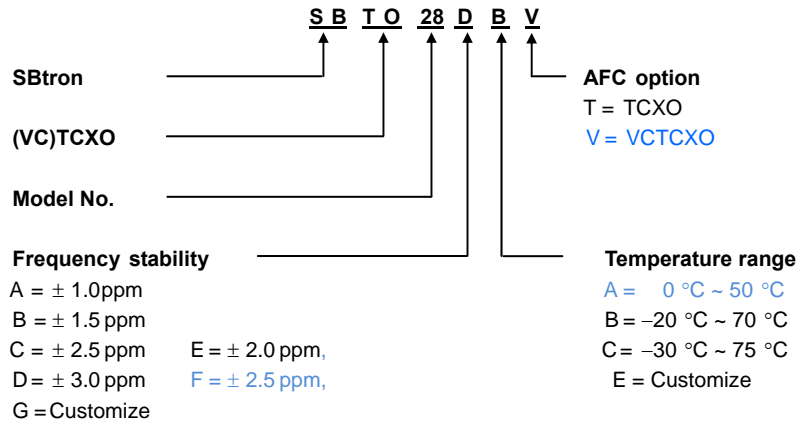 SB TO 28 D B V
SBtron
AFC option
T = TCXO
(VC)TCXO
V = VCTCXO
Model No.
Frequency stability
Temperature range
A = ± 1.0ppm
A = 0 °C ~ 50 °C
B = ± 1.5 ppm
B = −20 °C ~ 70 °C
C = ± 2.5 ppm E = ± 2.0 ppm,
C = −30 °C ~ 75 °C
D = ± 3.0 ppm F = ± 2.5 ppm,
E = Customize
G = Customize